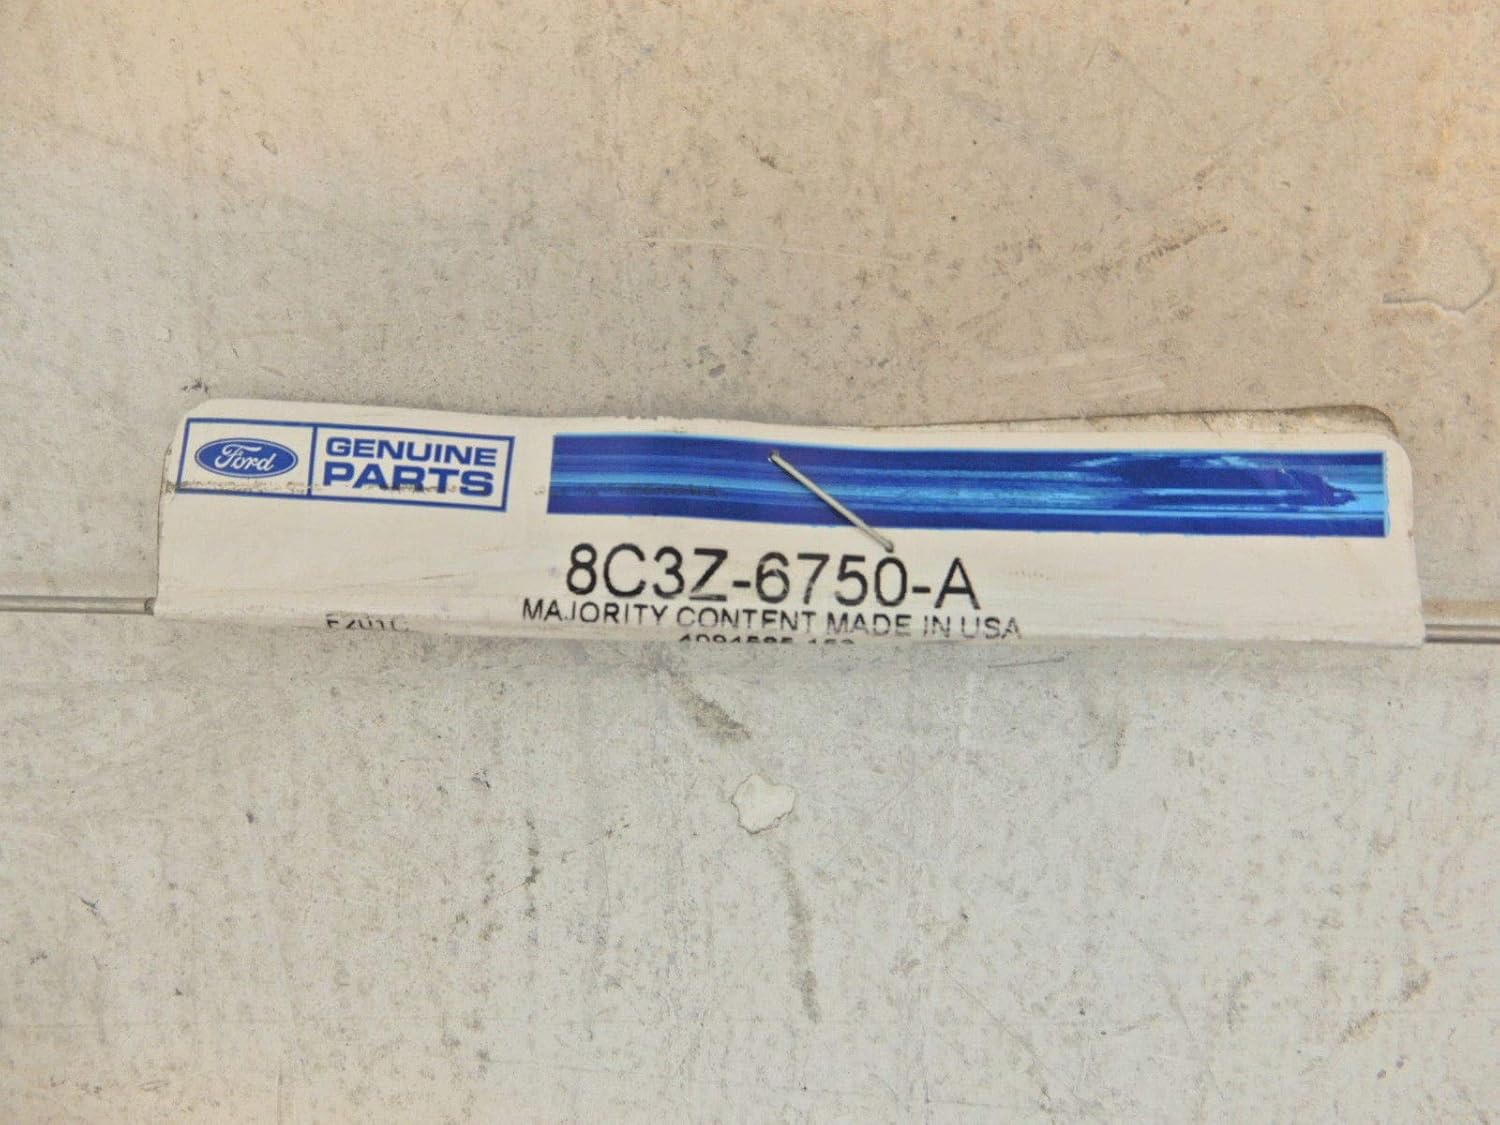 Ford
GENUINE
PARTS
8C3Z-6750-A
MAJORITY CONTENT MADE IN USA